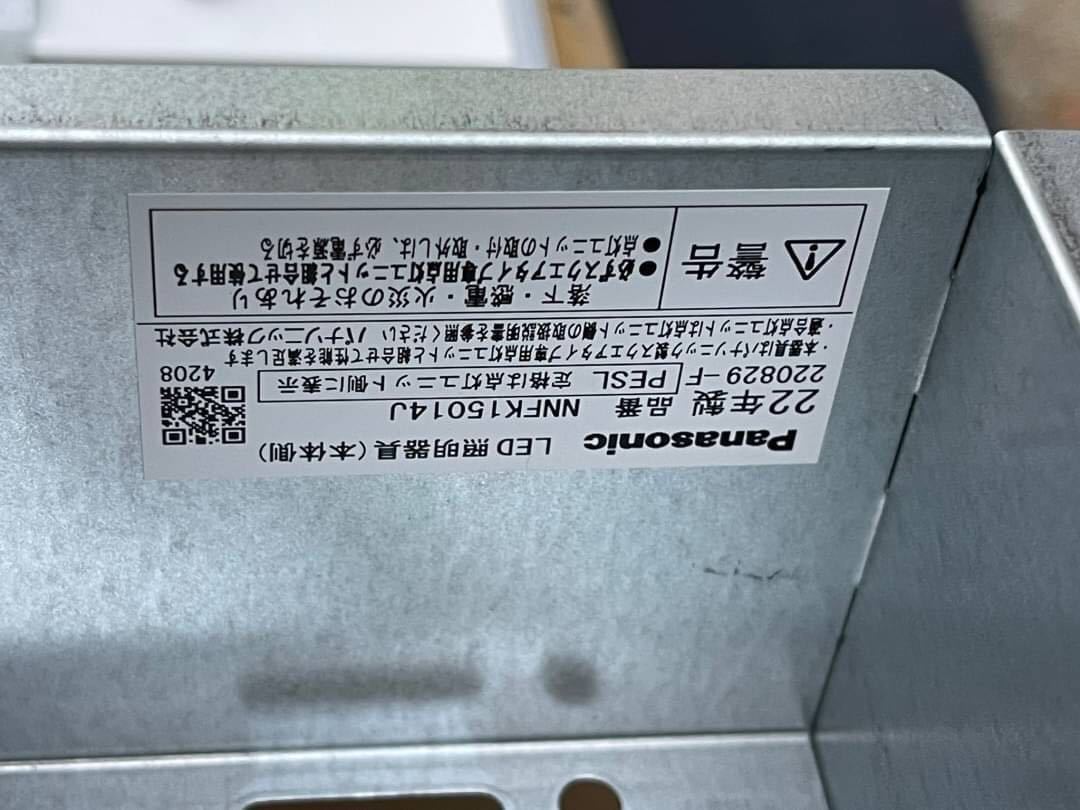 Panasonic LED 照明器具(本体側)
22年製 品番 NNFK15014J
220829-F PESL 定格は点灯ユニット側に表示 4208
・本器具はパナソニック製スクエアタイプ専用点灯ユニットと組合せて性能を満足します
・適合点灯ユニットは点灯ユニット側の取扱説明書を参照ください パナソニック株式会社
警告
落下・感電・火災のおそれあり
●必ずスクエアタイプ専用点灯ユニットと組合せて使用する
●点灯ユニットの取付・取外しは、必ず電源を切る